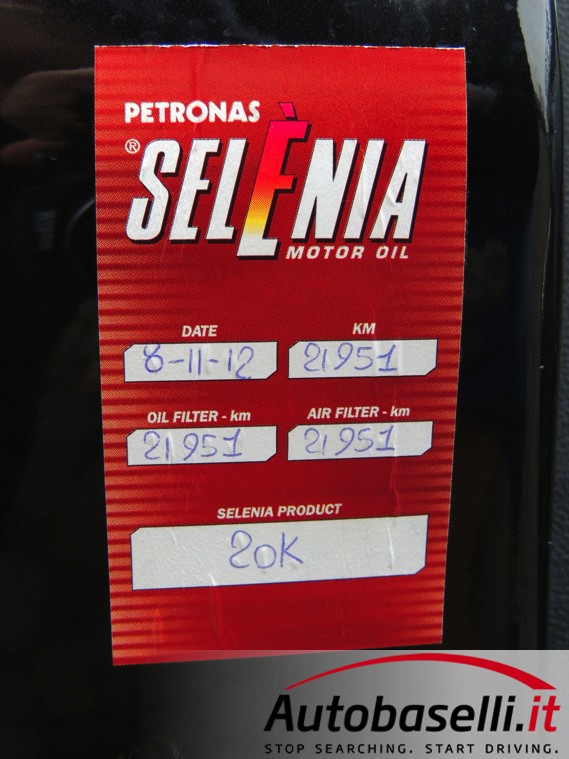 PETRONAS
® SELÈNIA
MOTOR OIL
DATE KM
8-11-12 21951
OIL FILTER - km AIR FILTER - km
21951 21951
SELENIA PRODUCT
20K
Autobaselli.it
STOP SEARCHING. START DRIVING.